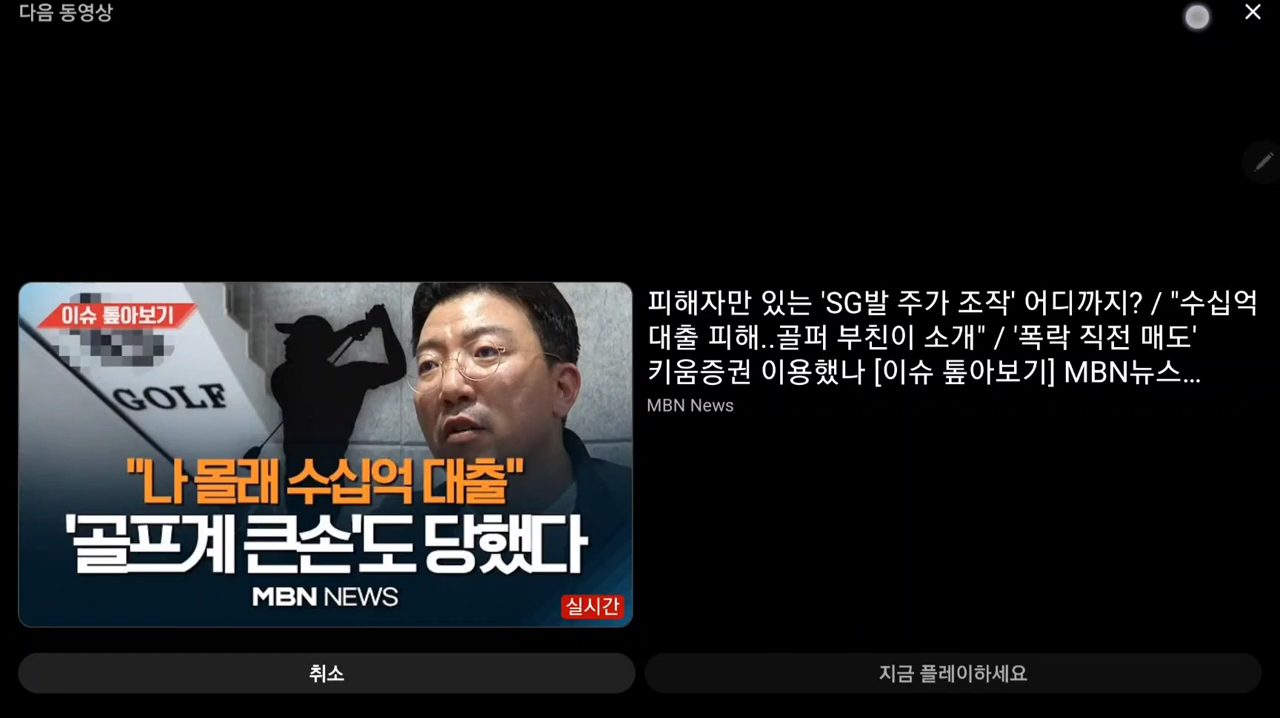 다음 동영상
이슈 톺아보기
GOLF
"나 몰래 수십억 대출"
'골프계 큰손'도 당했다
MBN NEWS
실시간
피해자만 있는 'SG발 주가 조작' 어디까지? / "수십억
대출 피해..골퍼 부친이 소개" / '폭락 직전 매도'
키움증권 이용했나 [이슈 톺아보기] MBN뉴스...
MBN News
취소
지금 플레이하세요